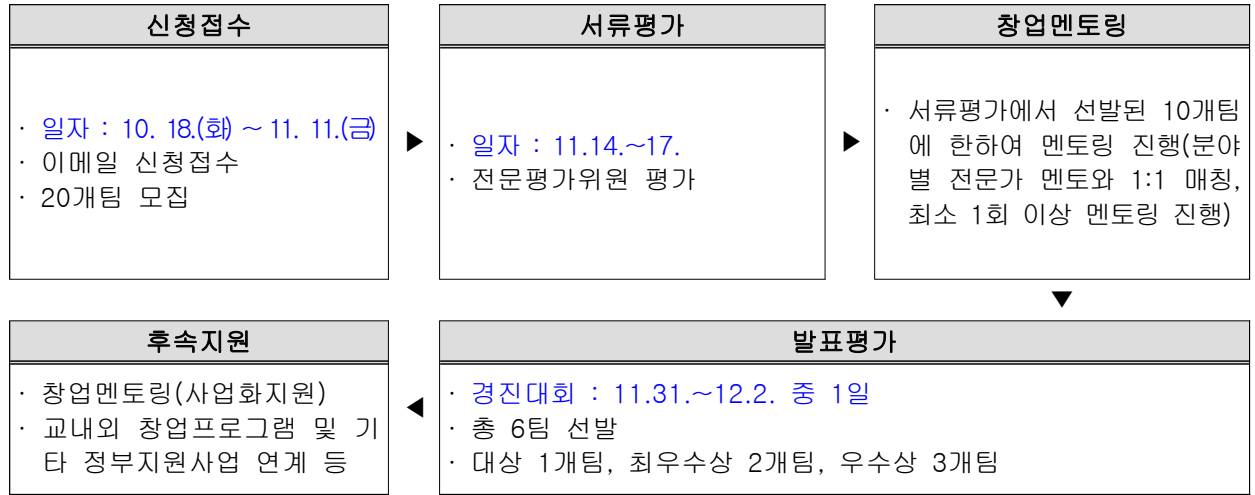 신청접수
· 일자 : 10. 18.(화) ~ 11. 11.(금)
· 이메일 신청접수
· 20개팀 모집
▶
서류평가
· 일자 : 11.14.~17.
· 전문평가위원 평가
▶
창업멘토링
· 서류평가에서 선발된 10개팀
에 한하여 멘토링 진행(분야
별 전문가 멘토와 1:1 매칭,
최소 1회 이상 멘토링 진행)
▼
발표평가
· 경진대회 : 11.31.~12.2. 중 1일
· 총 6팀 선발
· 대상 1개팀, 최우수상 2개팀, 우수상 3개팀
◀
후속지원
· 창업멘토링(사업화지원)
· 교내외 창업프로그램 및 기
타 정부지원사업 연계 등